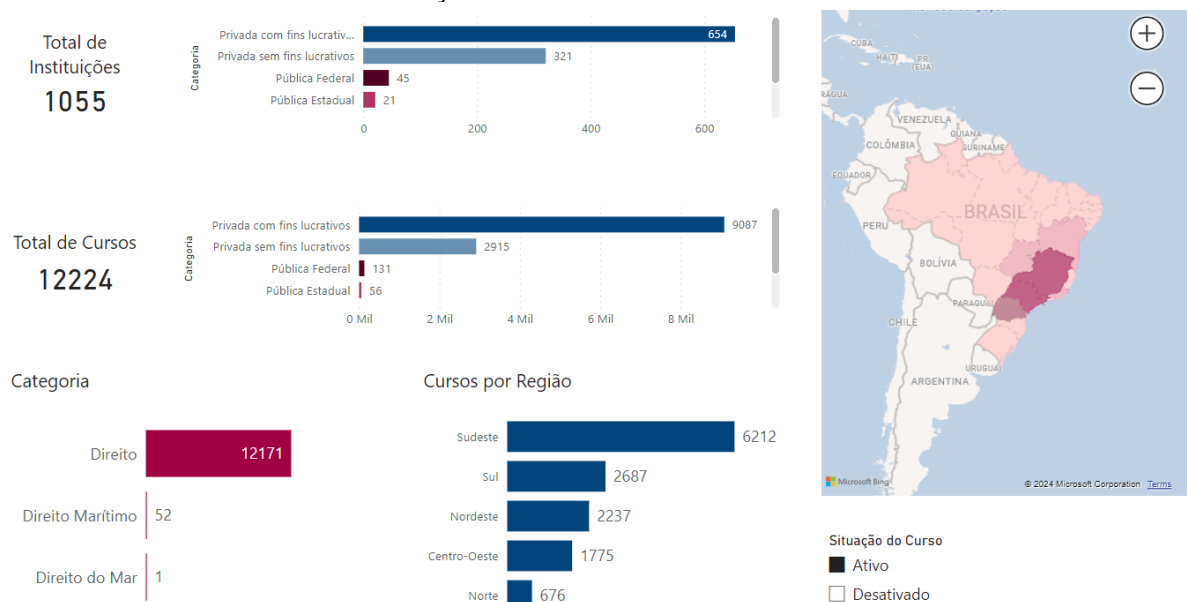 Total de
Instituições
1055
Categoria
Privada com fins lucrativ...
654
Privada sem fins lucrativos
321
Pública Federal
45
Pública Estadual
21
0
200
400
600
Total de Cursos
12224
Categoria
Privada com fins lucrativos
9087
Privada sem fins lucrativos
2915
Pública Federal
131
Pública Estadual
56
0 Mil
2 Mil
4 Mil
6 Mil
8 Mil
Categoria
Direito
12171
Direito Marítimo
52
Direito do Mar
1
Cursos por Região
Sudeste
6212
Sul
2687
Nordeste
2237
Centro-Oeste
1775
Norte
676
CUBA
HAITI
PR
(EUA)
VENEZUELA
GUIANA
SURINAME
COLÔMBIA
EQUADOR
BRASIL
PERU
BOLÍVIA
PARAGUAI
CHILE
URUGUAI
ARGENTINA
Microsoft Bing
© 2024 Microsoft Corporation Terms
Situação do Curso
Ativo
Desativado